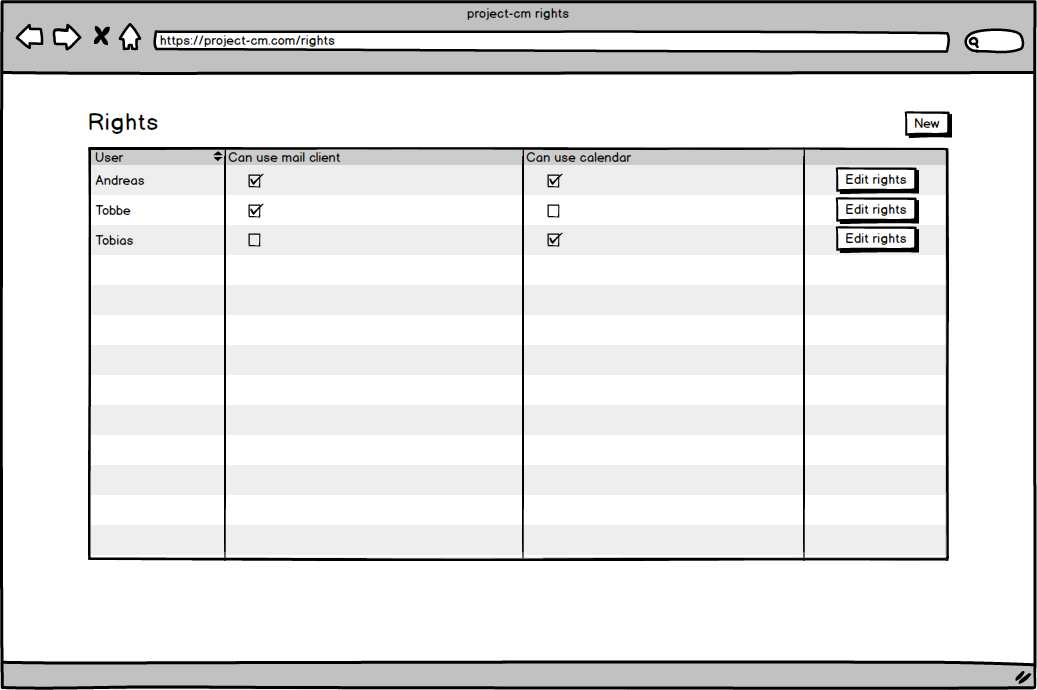 project-cm rights
https://project-cm.com/rights
Rights
New
User Can use mail client Can use calendar
Andreas Edit rights
Tobbe Edit rights
Tobias Edit rights